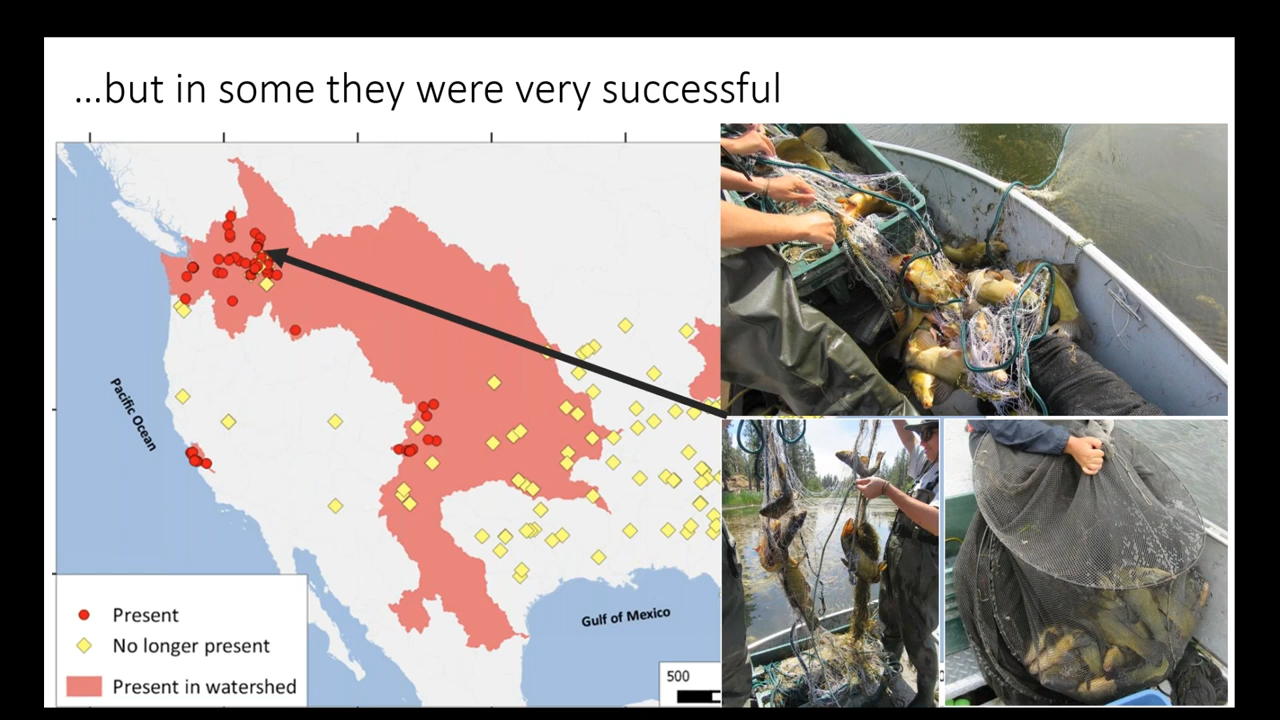 ...but in some they were very successful
Pacific Ocean
Gulf of Mexico
Present
No longer present
Present in watershed
500